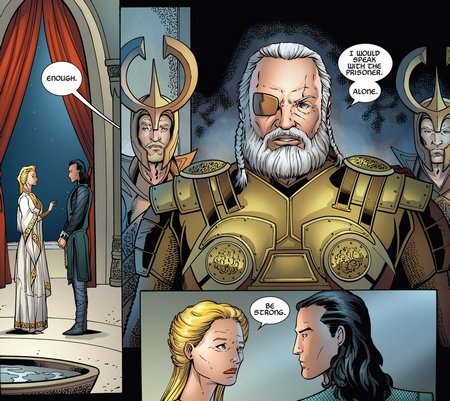 ENOUGH.
I WOULD
SPEAK
WITH THE
PRISONER.
ALONE.
BE
STRONG.